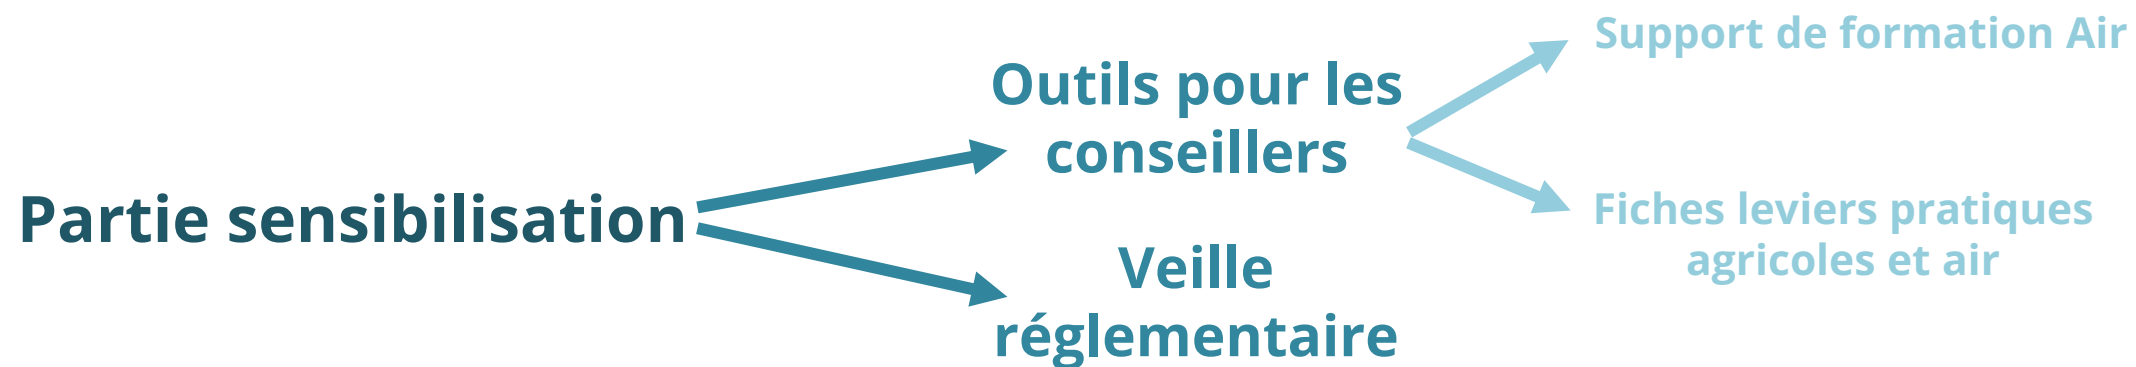 Partie sensibilisation
Outils pour les
conseillers
Veille
réglementaire
Support de formation Air
Fiches leviers pratiques
agricoles et air